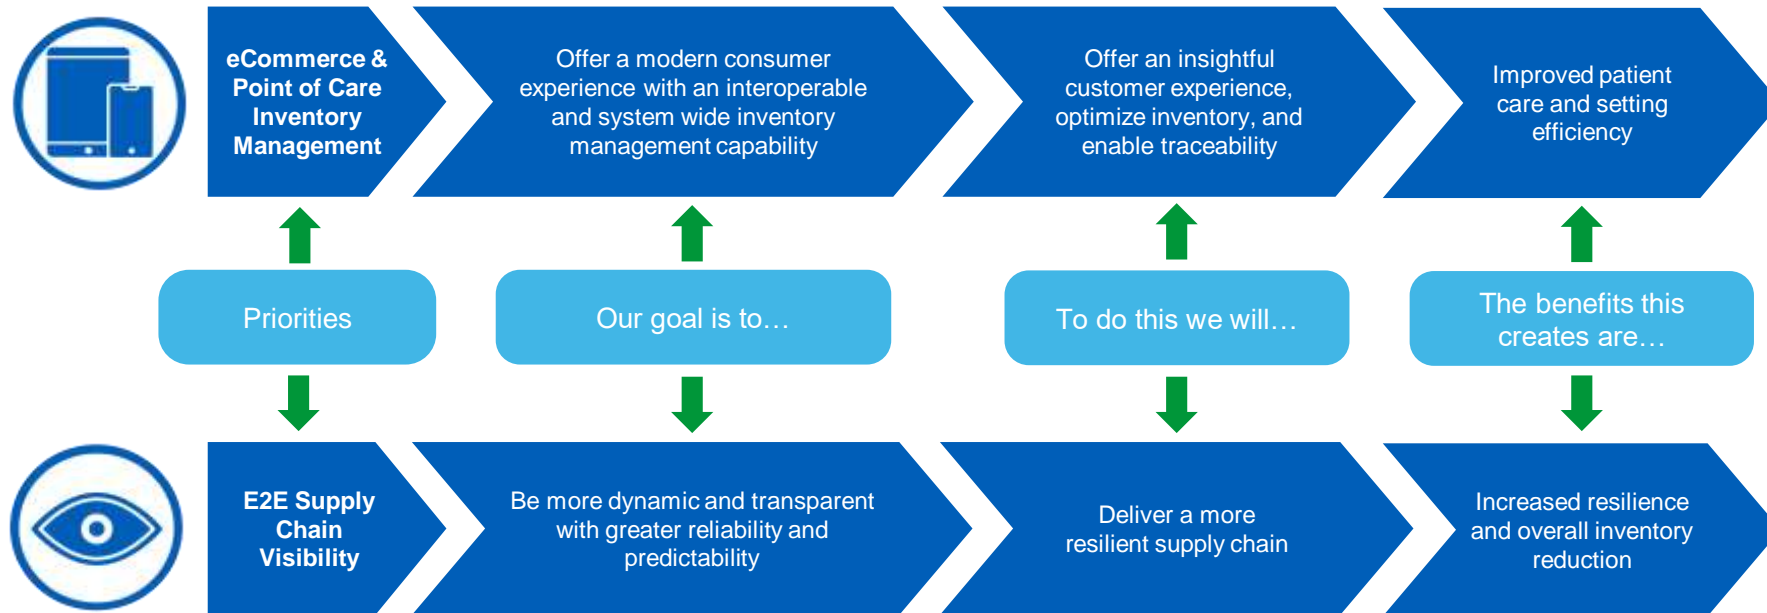 eCommerce &
Point of Care
Inventory
Management
Offer a modern consumer
experience with an interoperable
and system wide inventory
management capability
Offer an insightful
customer experience,
optimize inventory, and
enable traceability
Improved patient
care and setting
efficiency
Priorities
Our goal is to…
To do this we will…
The benefits this
creates are…
E2E Supply
Chain
Visibility
Be more dynamic and transparent
with greater reliability and
predictability
Deliver a more
resilient supply chain
Increased resilience
and overall inventory
reduction